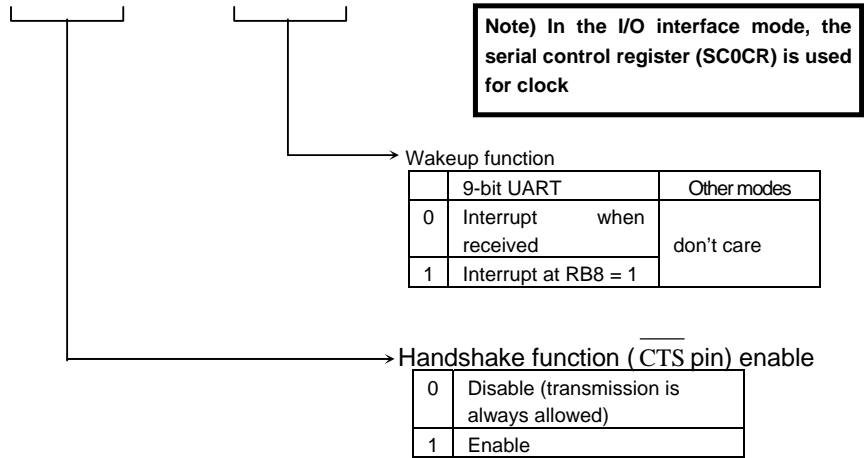 Note) In the I/O interface mode, the
serial control register (SC0CR) is used
for clock
Wakeup function
9-bit UART Other modes
0 Interrupt when
received
don't care
1 Interrupt at RB8 = 1
Handshake function (CTS pin) enable
0 Disable (transmission is
always allowed)
1 Enable